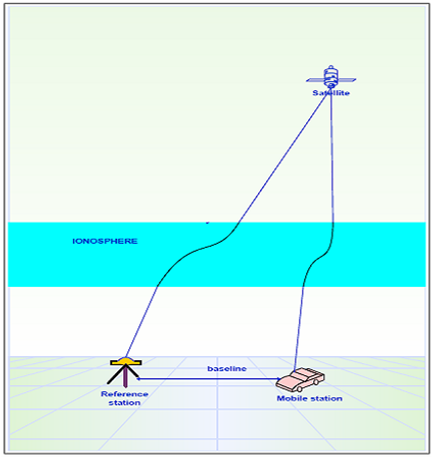 Satellite
IONOSPHERE
baseline
Reference
station
Mobile station